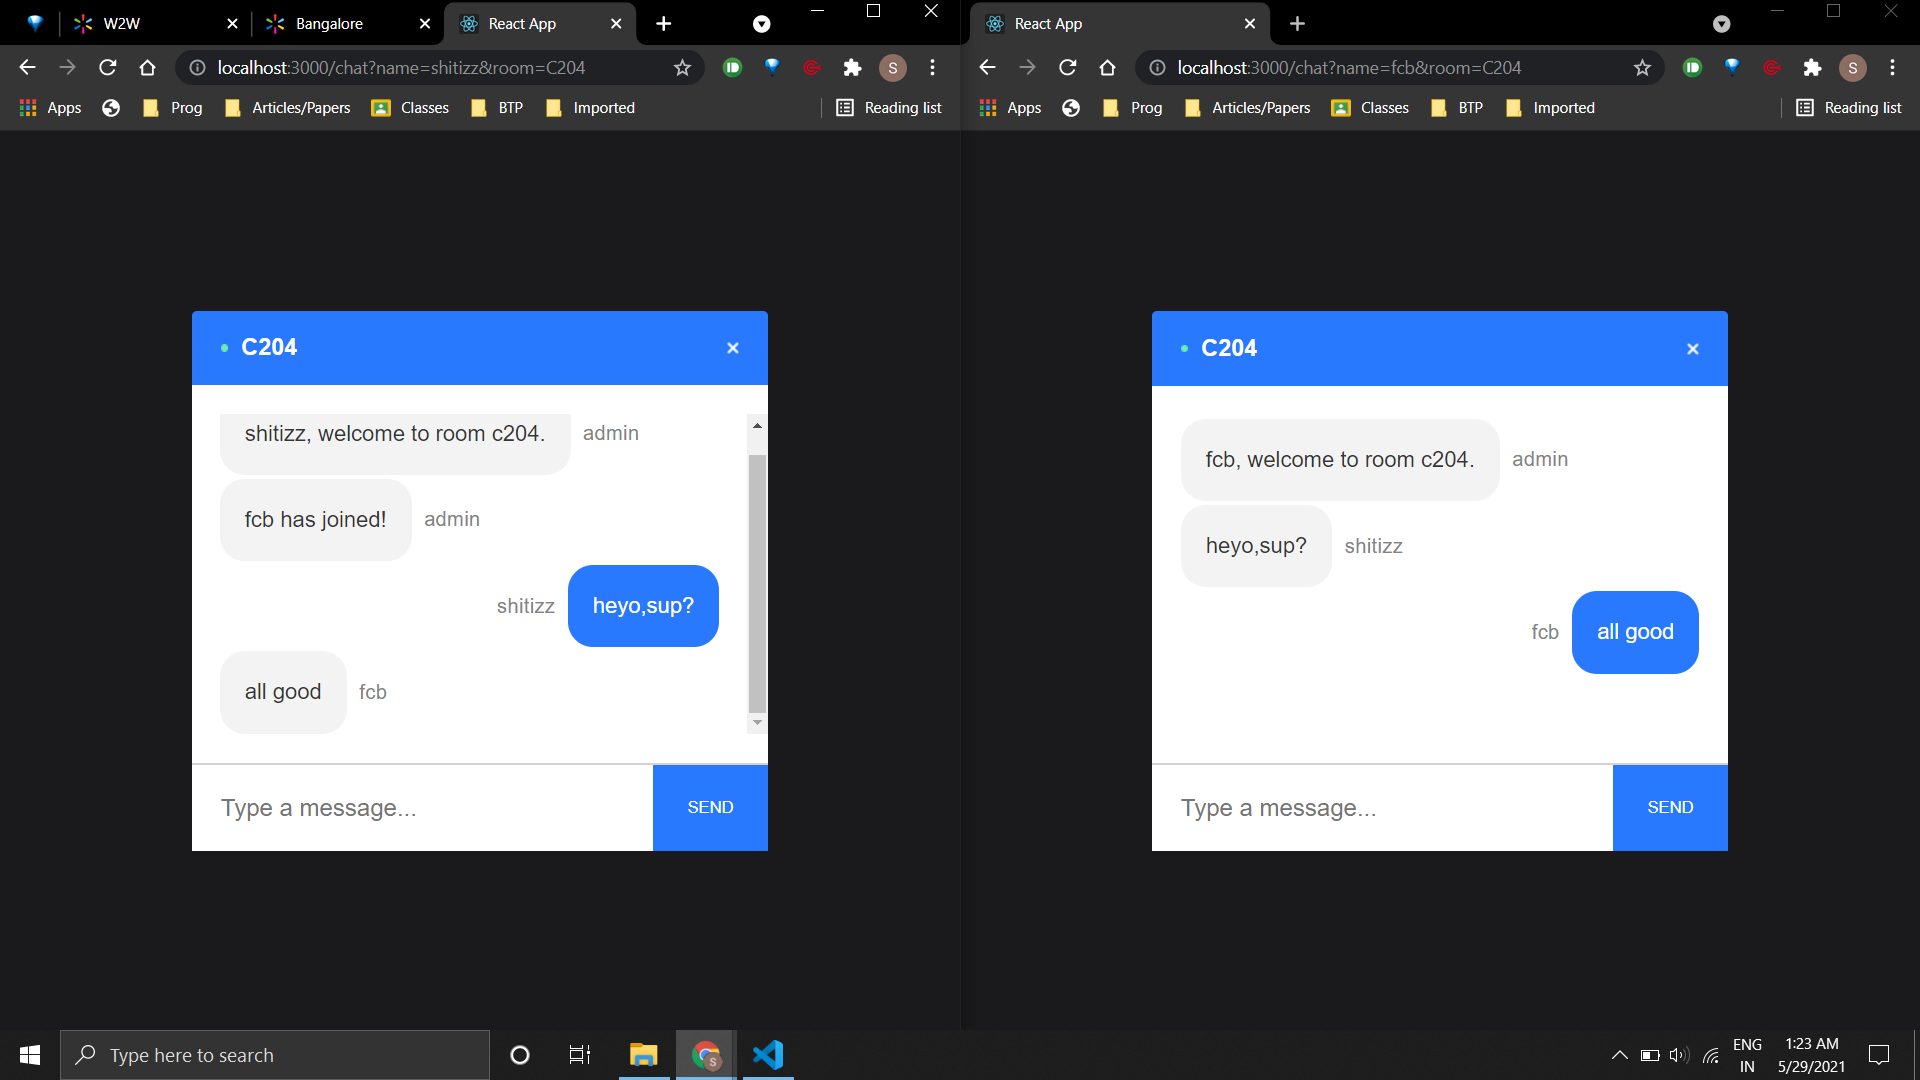 W2W
Bangalore
React App
localhost:3000/chat?name=shitizz&room=C204
S
Apps
Prog
Articles/Papers
Classes
BTP
Imported
Reading list
C204
shitizz, welcome to room c204.
admin
fcb has joined!
admin
shitizz
heyo,sup?
all good
fcb
Type a message...
SEND
React App
localhost:3000/chat?name=fcb&room=C204
S
Apps
Prog
Articles/Papers
Classes
BTP
Imported
Reading list
C204
fcb, welcome to room c204.
admin
heyo,sup?
shitizz
fcb
all good
Type a message...
SEND
Type here to search
S
ENG
IN
1:23 AM
5/29/2021